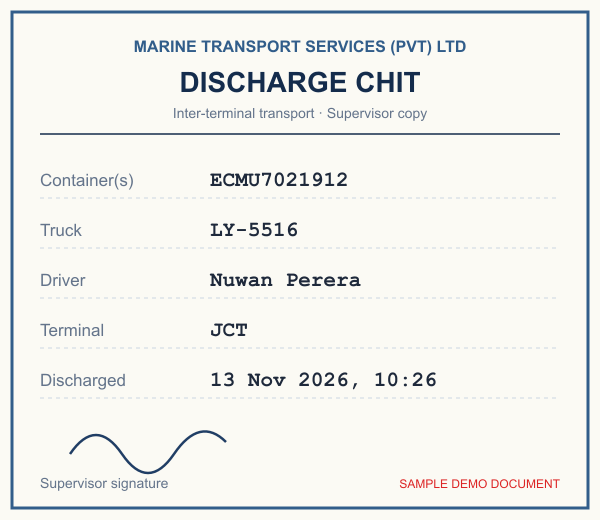 MARINE TRANSPORT SERVICES (PVT) LTD
DISCHARGE CHIT
Inter-terminal transport · Supervisor copy
Container(s) ECMU7021912
Truck LY-5516
Driver Nuwan Perera
Terminal JCT
Discharged 13 Nov 2026, 10:26
Supervisor signature SAMPLE DEMO DOCUMENT